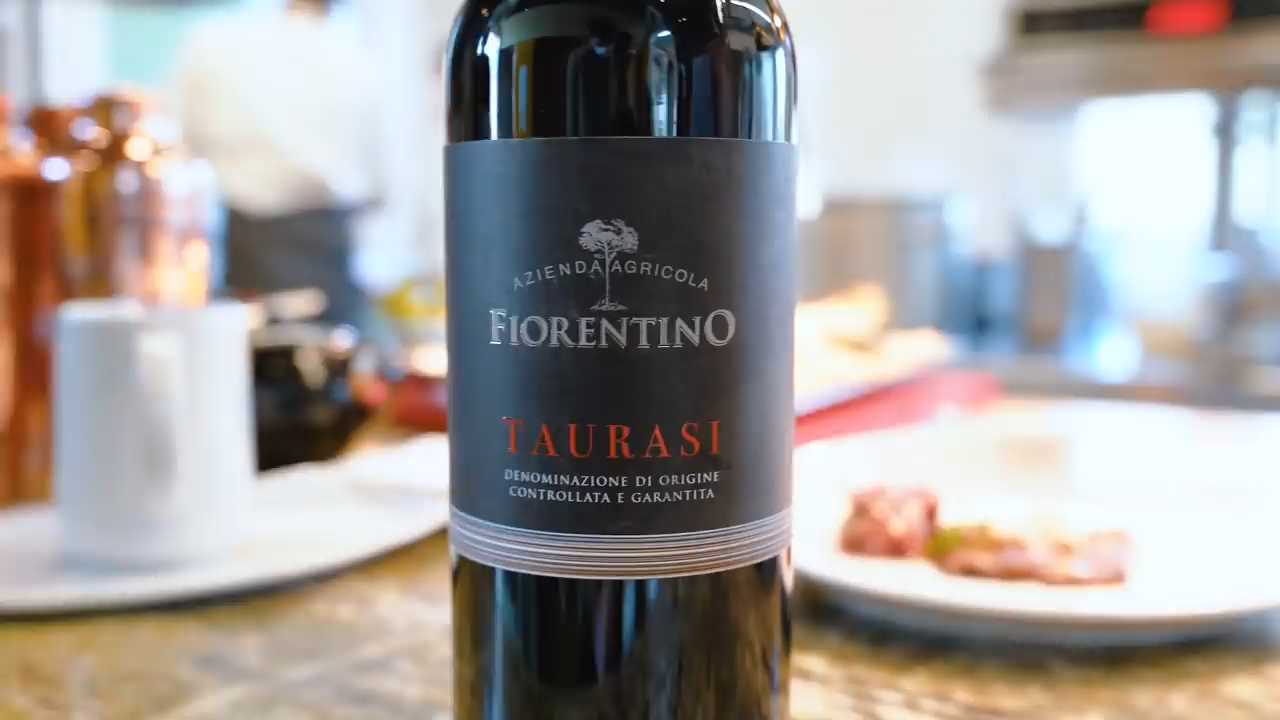 AZIENDA AGRICOLA
FIORENTINO
TAURASI
DENOMINAZIONE DI ORIGINE
CONTROLLATA E GARANTITA